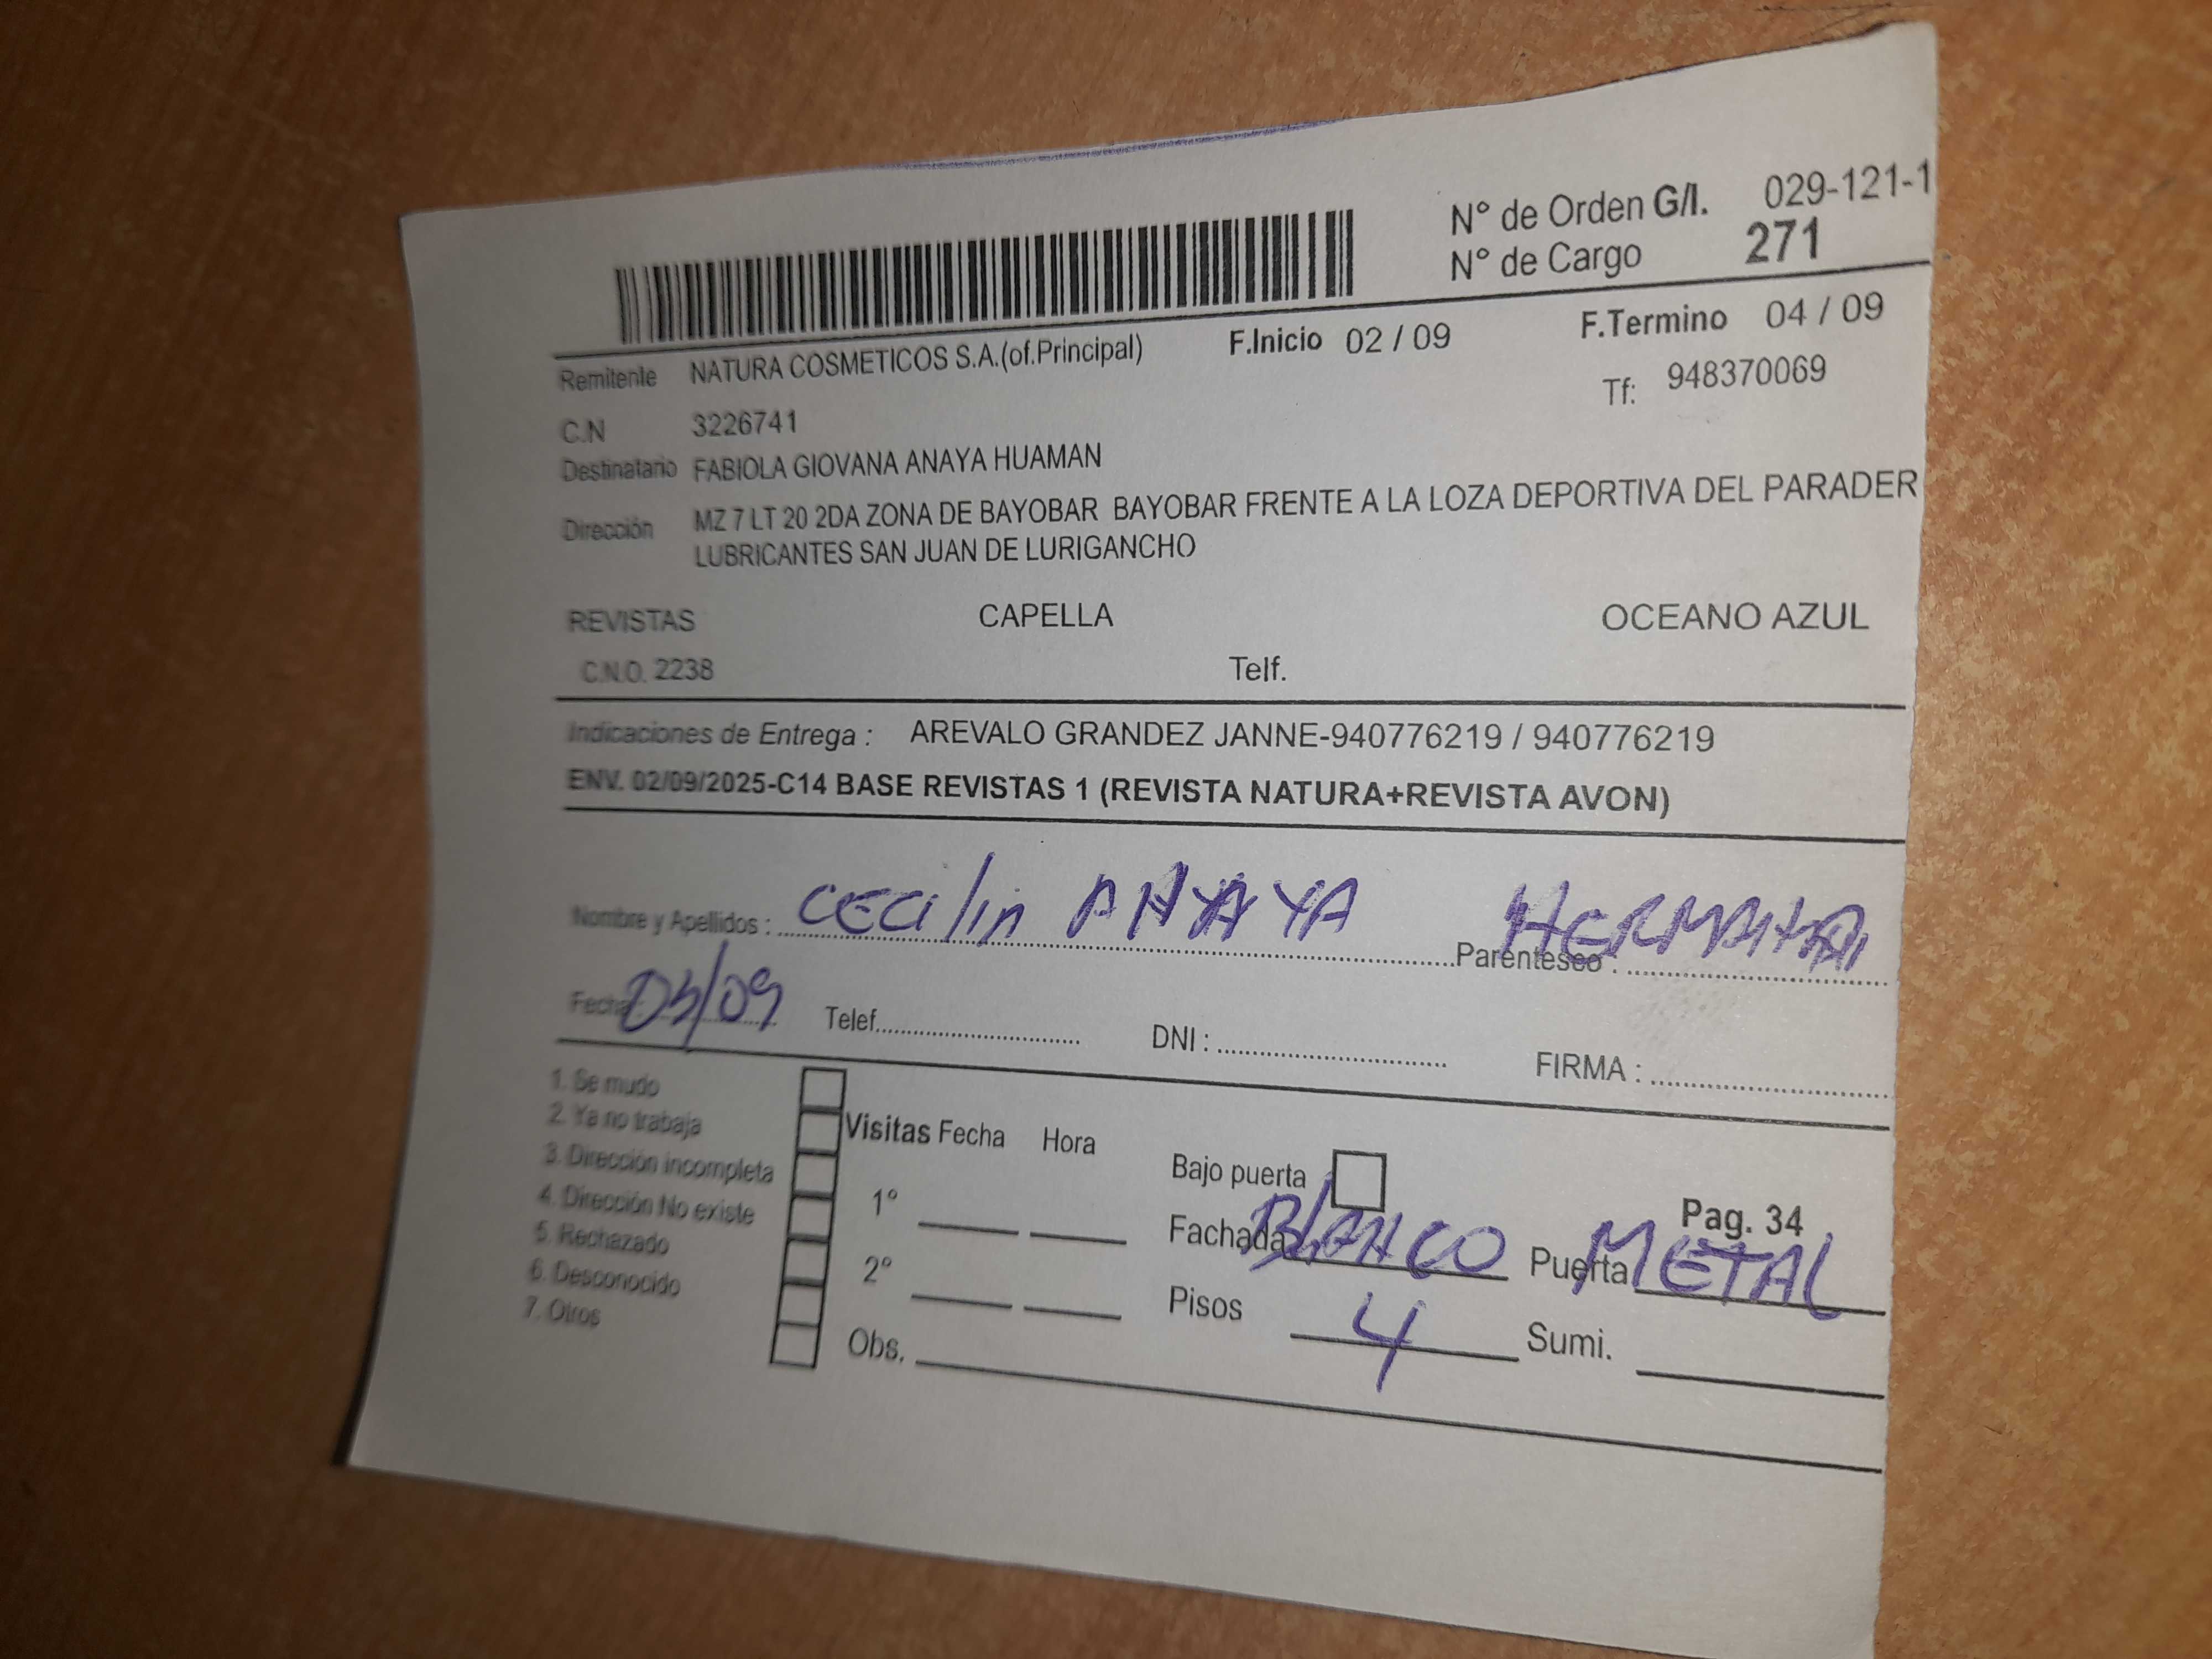 N° de Orden G/I. 029-121-1
N° de Cargo 271
F.Inicio 02 / 09 F.Termino 04 / 09
Remitente NATURA COSMETICOS S.A.(of.Principal)
Tf: 948370069
C.N 3226741
Destinatario FABIOLA GIOVANA ANAYA HUAMAN
Dirección MZ 7 LT 20 2DA ZONA DE BAYOBAR BAYOBAR FRENTE A LA LOZA DEPORTIVA DEL PARADER
LUBRICANTES SAN JUAN DE LURIGANCHO
REVISTAS CAPELLA OCEANO AZUL
C.N.O. 2238 Telf.
Indicaciones de Entrega : AREVALO GRANDEZ JANNE-940776219 / 940776219
ENV. 02/09/2025-C14 BASE REVISTAS 1 (REVISTA NATURA+REVISTA AVON)
Nombre y Apellidos : CECiliA ANAYA Parentesco : HERMANA
Fecha : 03/09 Telef. DNI : FIRMA :
1. Se mudo
2. Ya no trabaja
3. Dirección incompleta
4. Dirección No existe
5. Rechazado
6. Desconocido
7. Otros
Visitas Fecha Hora
1°
2°
Obs.
Bajo puerta
Pag. 34
Fachada BlANCO Puerta METAL
Pisos 4 Sumi.